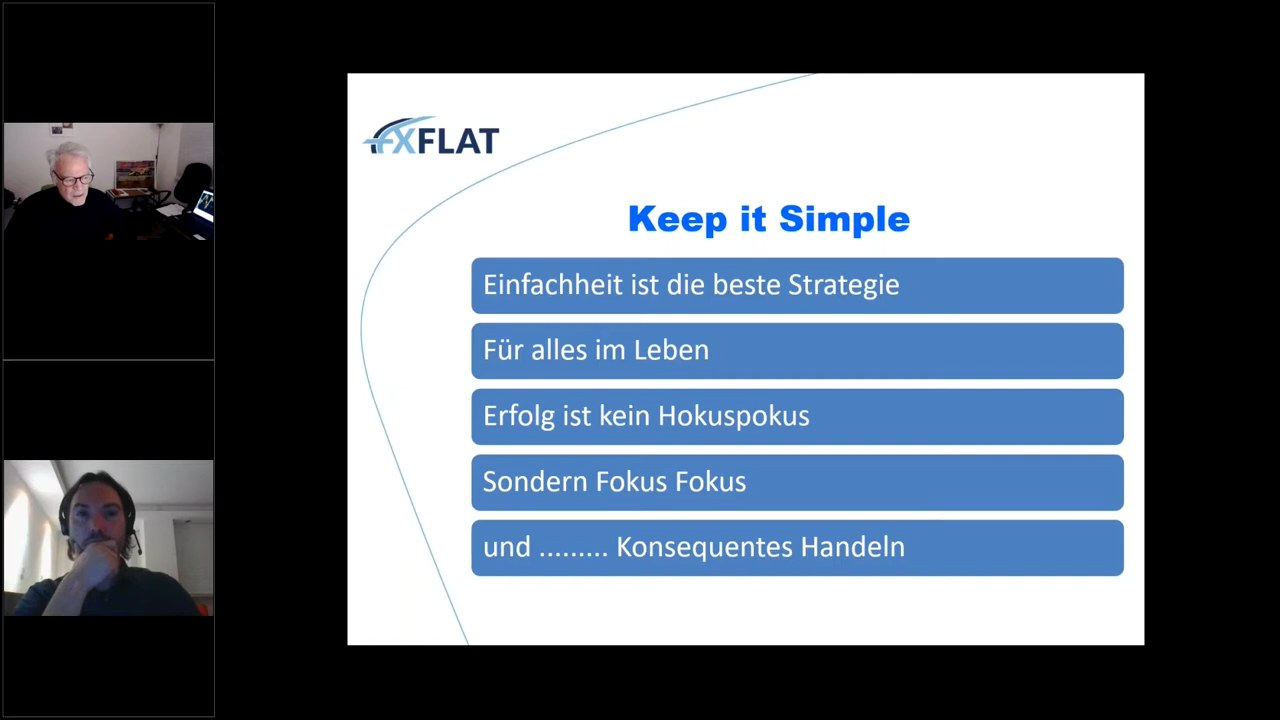 FXFLAT
Keep it Simple
Einfachheit ist die beste Strategie
Für alles im Leben
Erfolg ist kein Hokuspokus
Sondern Fokus Fokus
und ......... Konsequentes Handeln